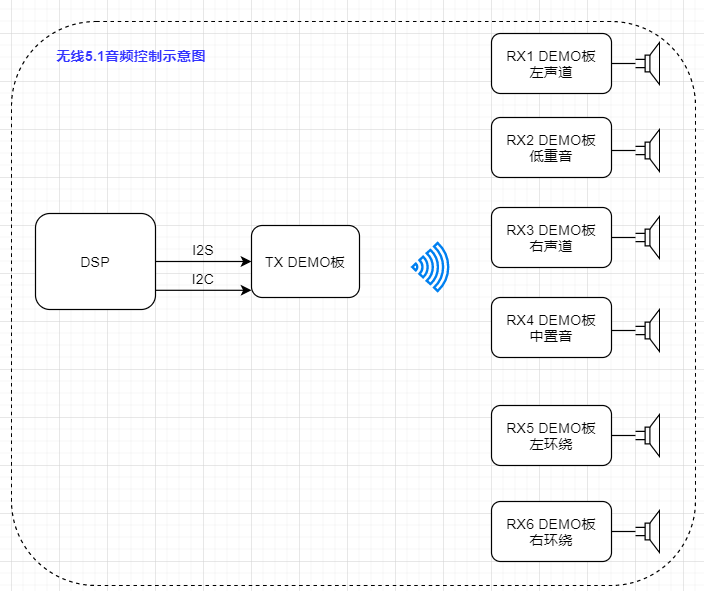 无线5.1音频控制示意图
RX1 DEMO板
左声道
RX2 DEMO板
低重音
RX3 DEMO板
右声道
DSP
I2S
I2C
TX DEMO板
RX4 DEMO板
中置音
RX5 DEMO板
左环绕
RX6 DEMO板
右环绕